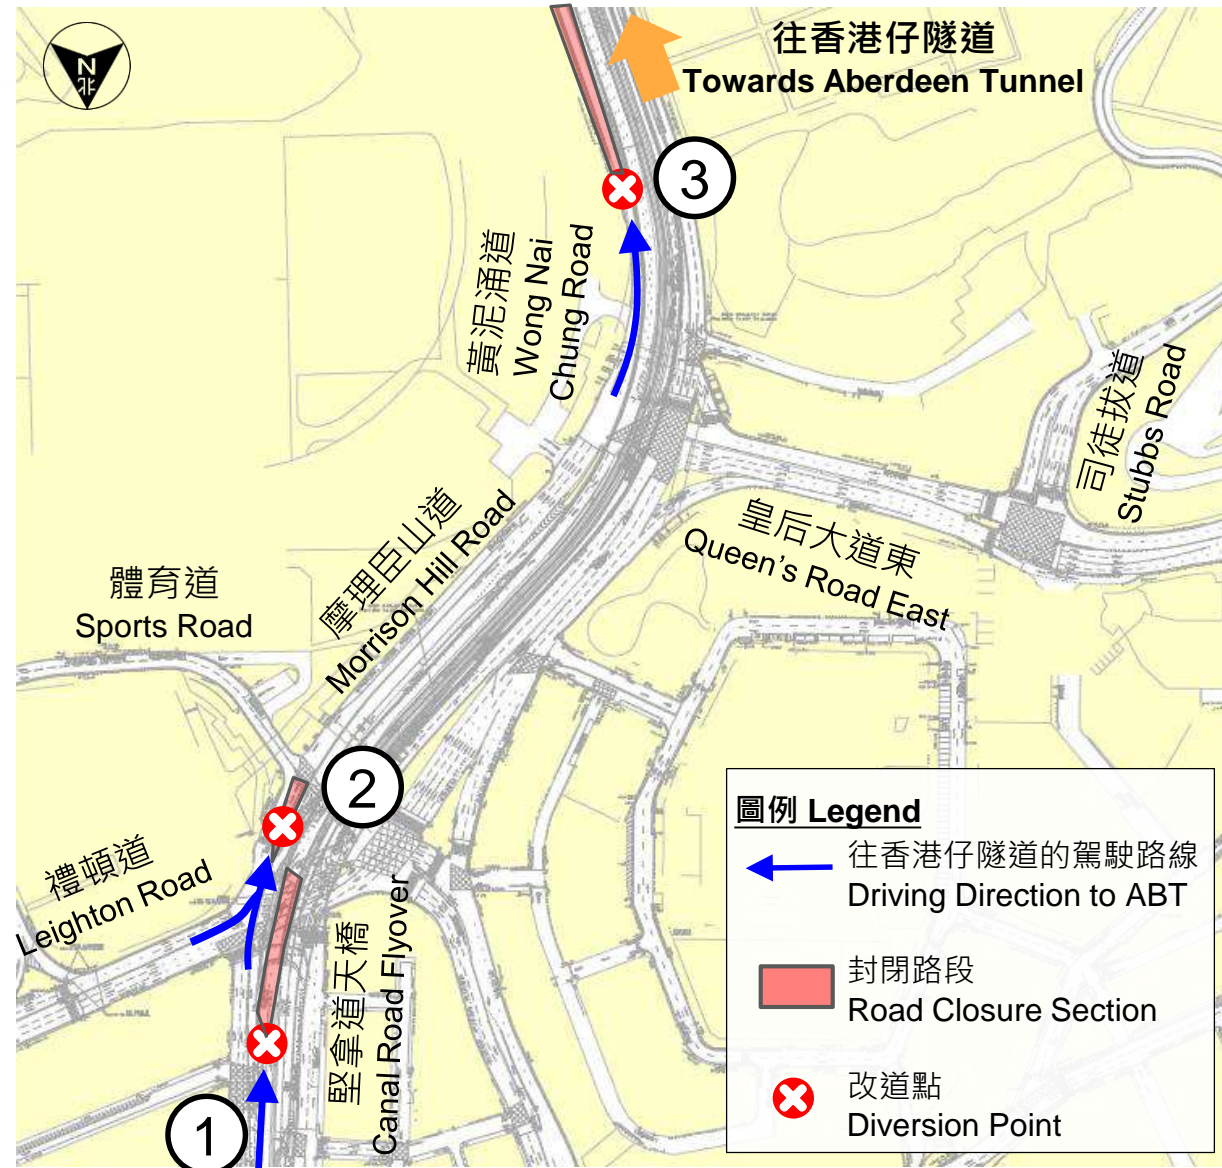 N
北
往香港仔隧道
Towards Aberdeen Tunnel
3
黃泥涌道
Wong Nai
Chung Road
司徒拔道
Stubbs Road
皇后大道東
Queen's Road East
摩理臣山道
Morrison Hill Road
體育道
Sports Road
2
禮頓道
Leighton Road
堅拿道天橋
Canal Road Flyover
1
圖例 Legend
往香港仔隧道的駕駛路線
Driving Direction to ABT
封閉路段
Road Closure Section
改道點
Diversion Point